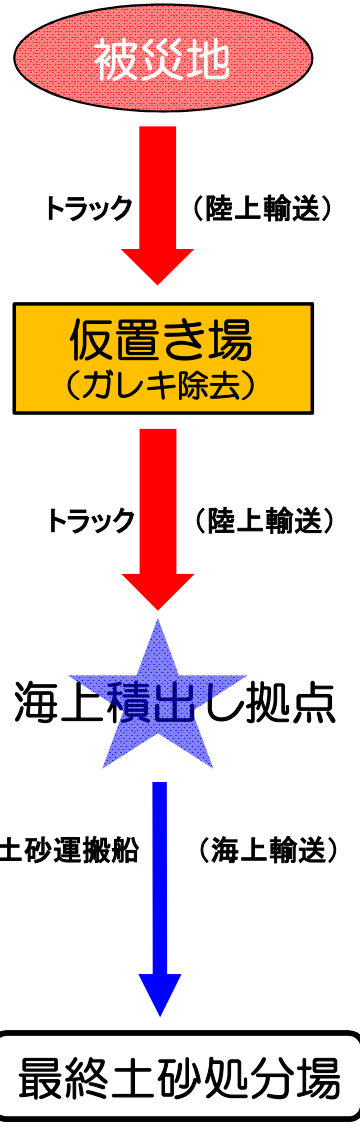 被災地
トラック （陸上輸送）
仮置き場
（ガレキ除去）
トラック （陸上輸送）
海上積出し拠点
土砂運搬船 （海上輸送）
最終土砂処分場